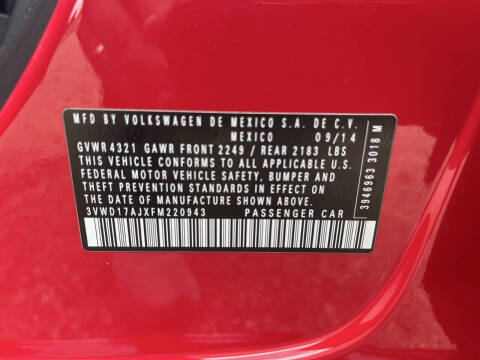 MFD BY VOLKSWAGEN DE MEXICO S.A. DE C.V.
MEXICO 09/14
GVWR 4321 GAWR FRONT 2249 / REAR 2183 LBS
THIS VEHICLE CONFORMS TO ALL APPLICABLE U.S.
FEDERAL MOTOR VEHICLE SAFETY, BUMPER AND
THEFT PREVENTION STANDARDS IN EFFECT ON
THE DATE OF MANUFACTURE SHOWN ABOVE.
3VWD17AJXFM220943 PASSENGER CAR
3946963 3018 M